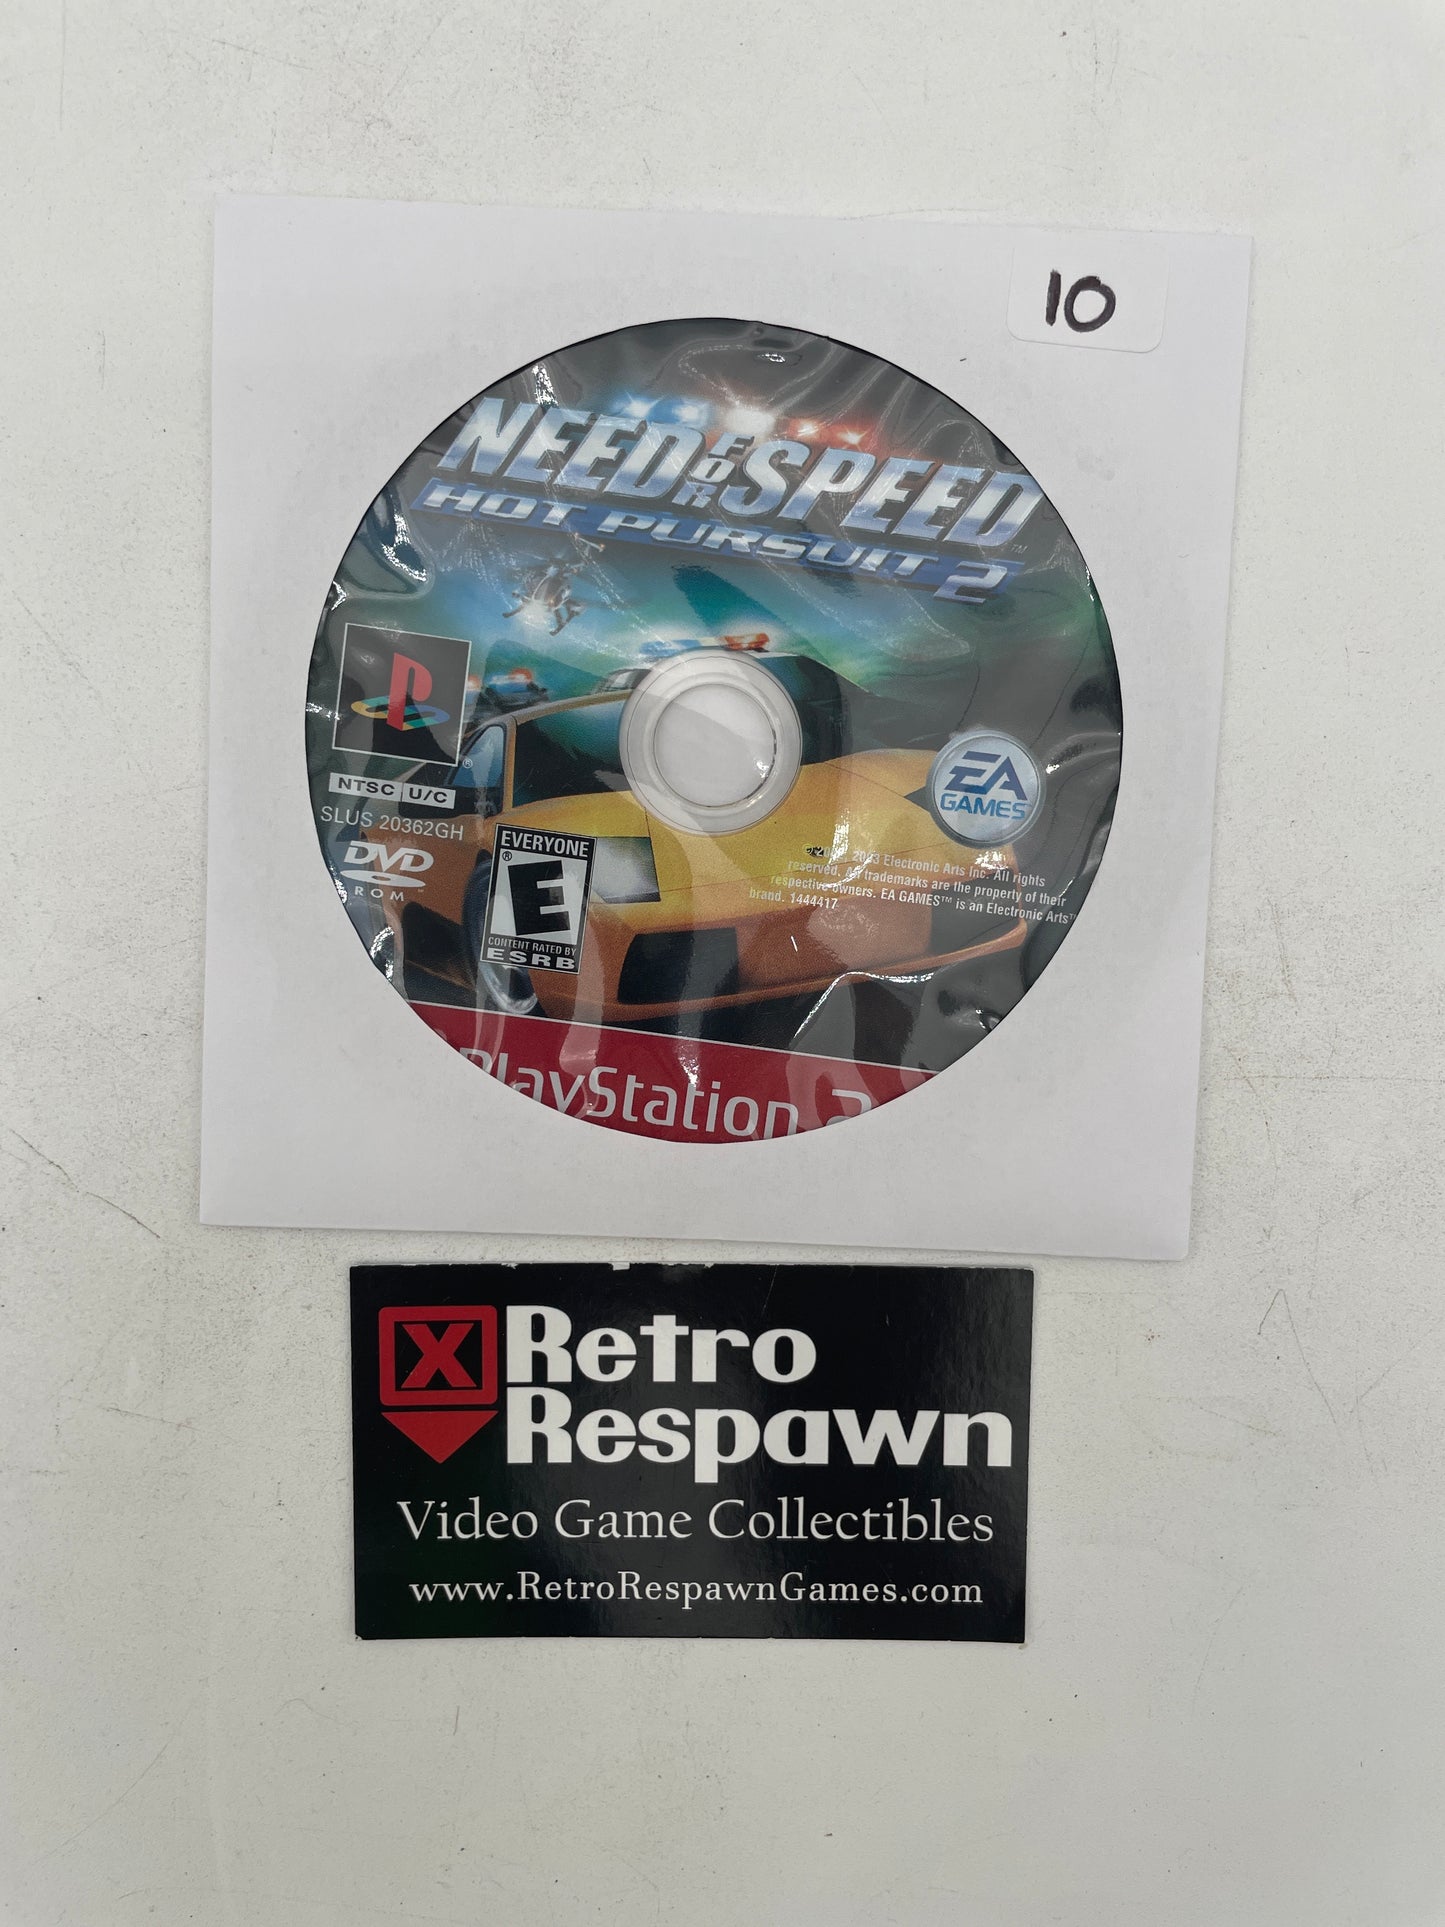 10
NEED FOR SPEED
HOT PURSUIT 2
NTSC U/C
SLUS 20362GH
DVD
ROM
EVERYONE
E
CONTENT RATED BY
ESRB
EA
GAMES
2003 Electronic Arts Inc. All rights
reserved. All trademarks are the property of their
respective owners. EA GAMES™ is an Electronic Arts™
brand. 1444417
PlayStation 2
X
Retro
Respawn
Video Game Collectibles
www.RetroRespawnGames.com